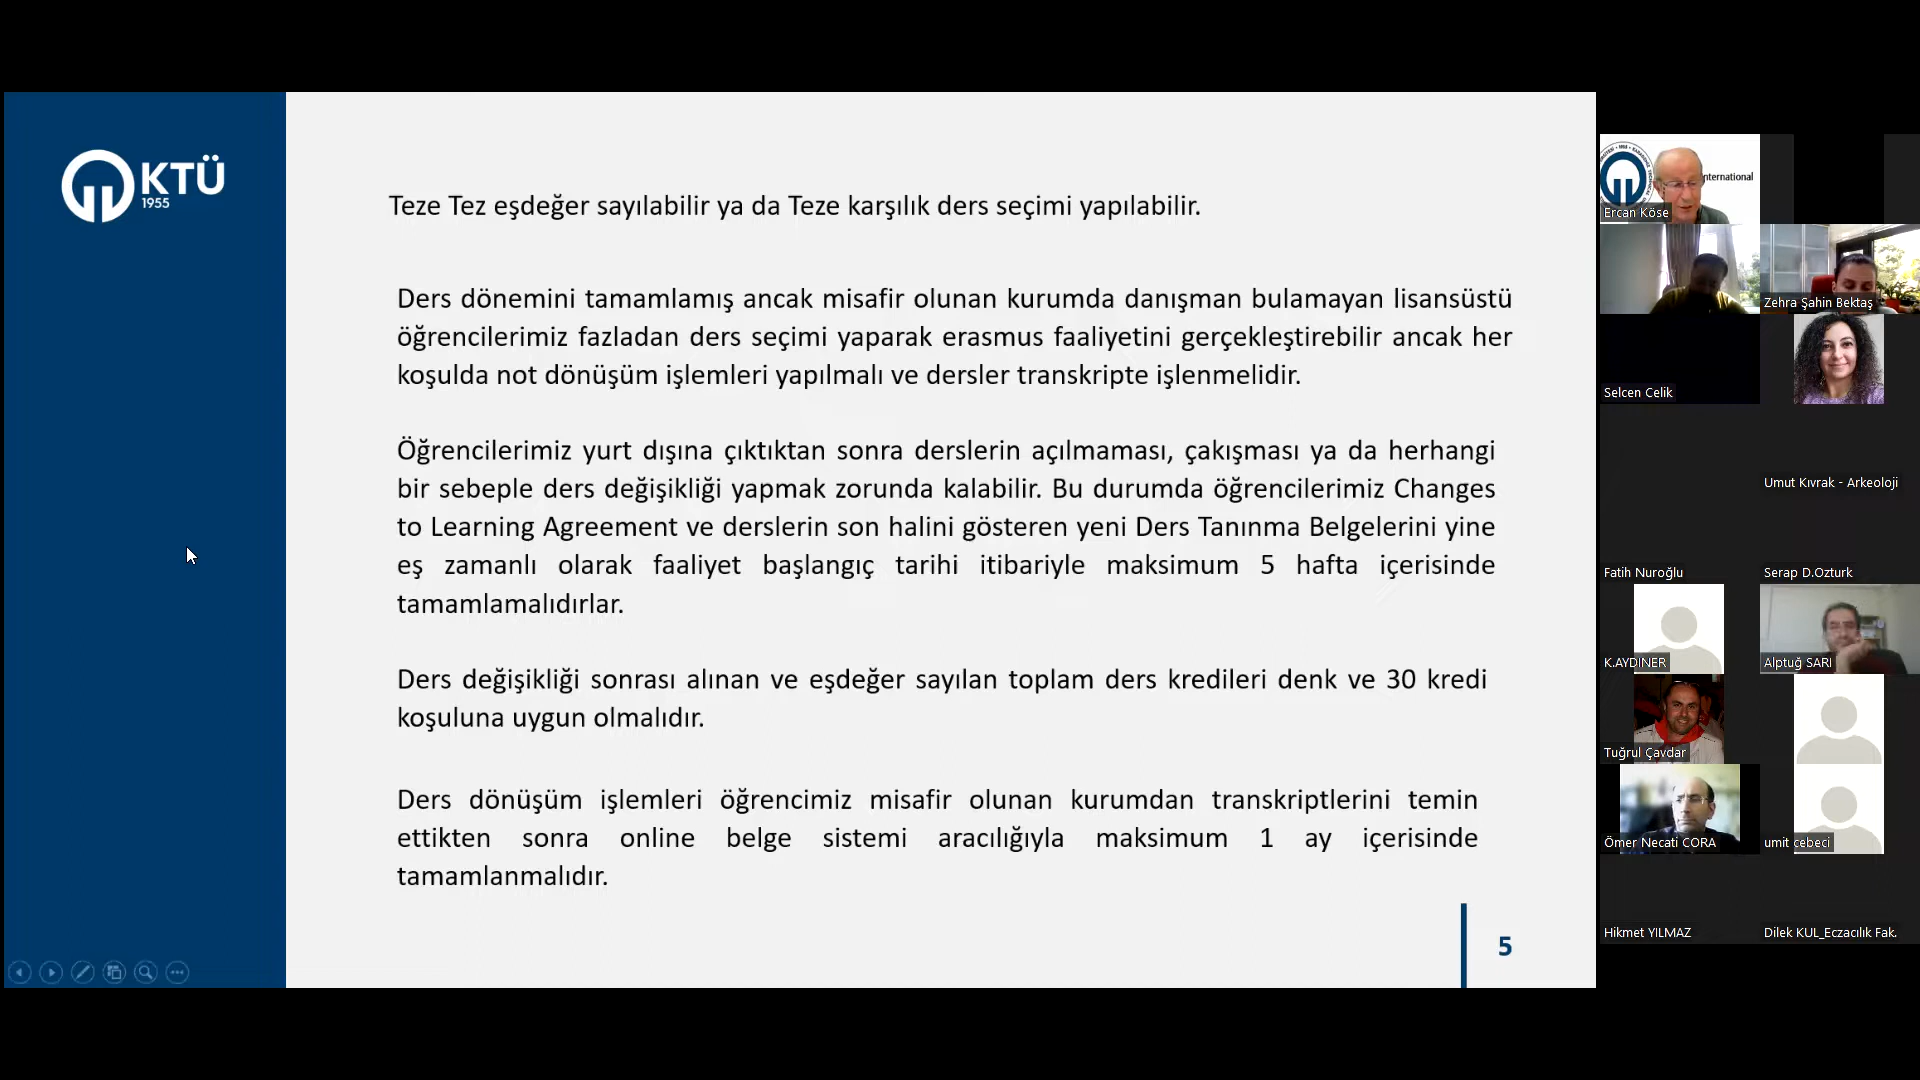 KTÜ
1955
Teze Tez eşdeğer sayılabilir ya da Teze karşılık ders seçimi yapılabilir.
Ders dönemini tamamlamış ancak misafir olunan kurumda danışman bulamayan lisansüstü
öğrencilerimiz fazladan ders seçimi yaparak erasmus faaliyetini gerçekleştirebilir ancak her
koşulda not dönüşüm işlemleri yapılmalı ve dersler transkripte işlenmelidir.
Öğrencilerimiz yurt dışına çıktıktan sonra derslerin açılmaması, çakışması ya da herhangi
bir sebeple ders değişikliği yapmak zorunda kalabilir. Bu durumda öğrencilerimiz Changes
to Learning Agreement ve derslerin son halini gösteren yeni Ders Tanınma Belgelerini yine
eş zamanlı olarak faaliyet başlangıç tarihi itibariyle maksimum 5 hafta içerisinde
tamamlamalıdırlar.
Ders değişikliği sonrası alınan ve eşdeğer sayılan toplam ders kredileri denk ve 30 kredi
koşuluna uygun olmalıdır.
Ders dönüşüm işlemleri öğrencimiz misafir olunan kurumdan transkriptlerini temin
ettikten sonra online belge sistemi aracılığıyla maksimum 1 ay içerisinde
tamamlanmalıdır.
5
nternational
Ercan Köse
Zehra Şahin Bektaş
Selcen Celik
Umut Kıvrak - Arkeoloji
Fatih Nuroğlu
Serap D.Ozturk
K.AYDINER
Alptuğ SARI
Tuğrul Çavdar
Ömer Necati CORA
umit cebeci
Hikmet YILMAZ
Dilek KUL_Eczacılık Fak.